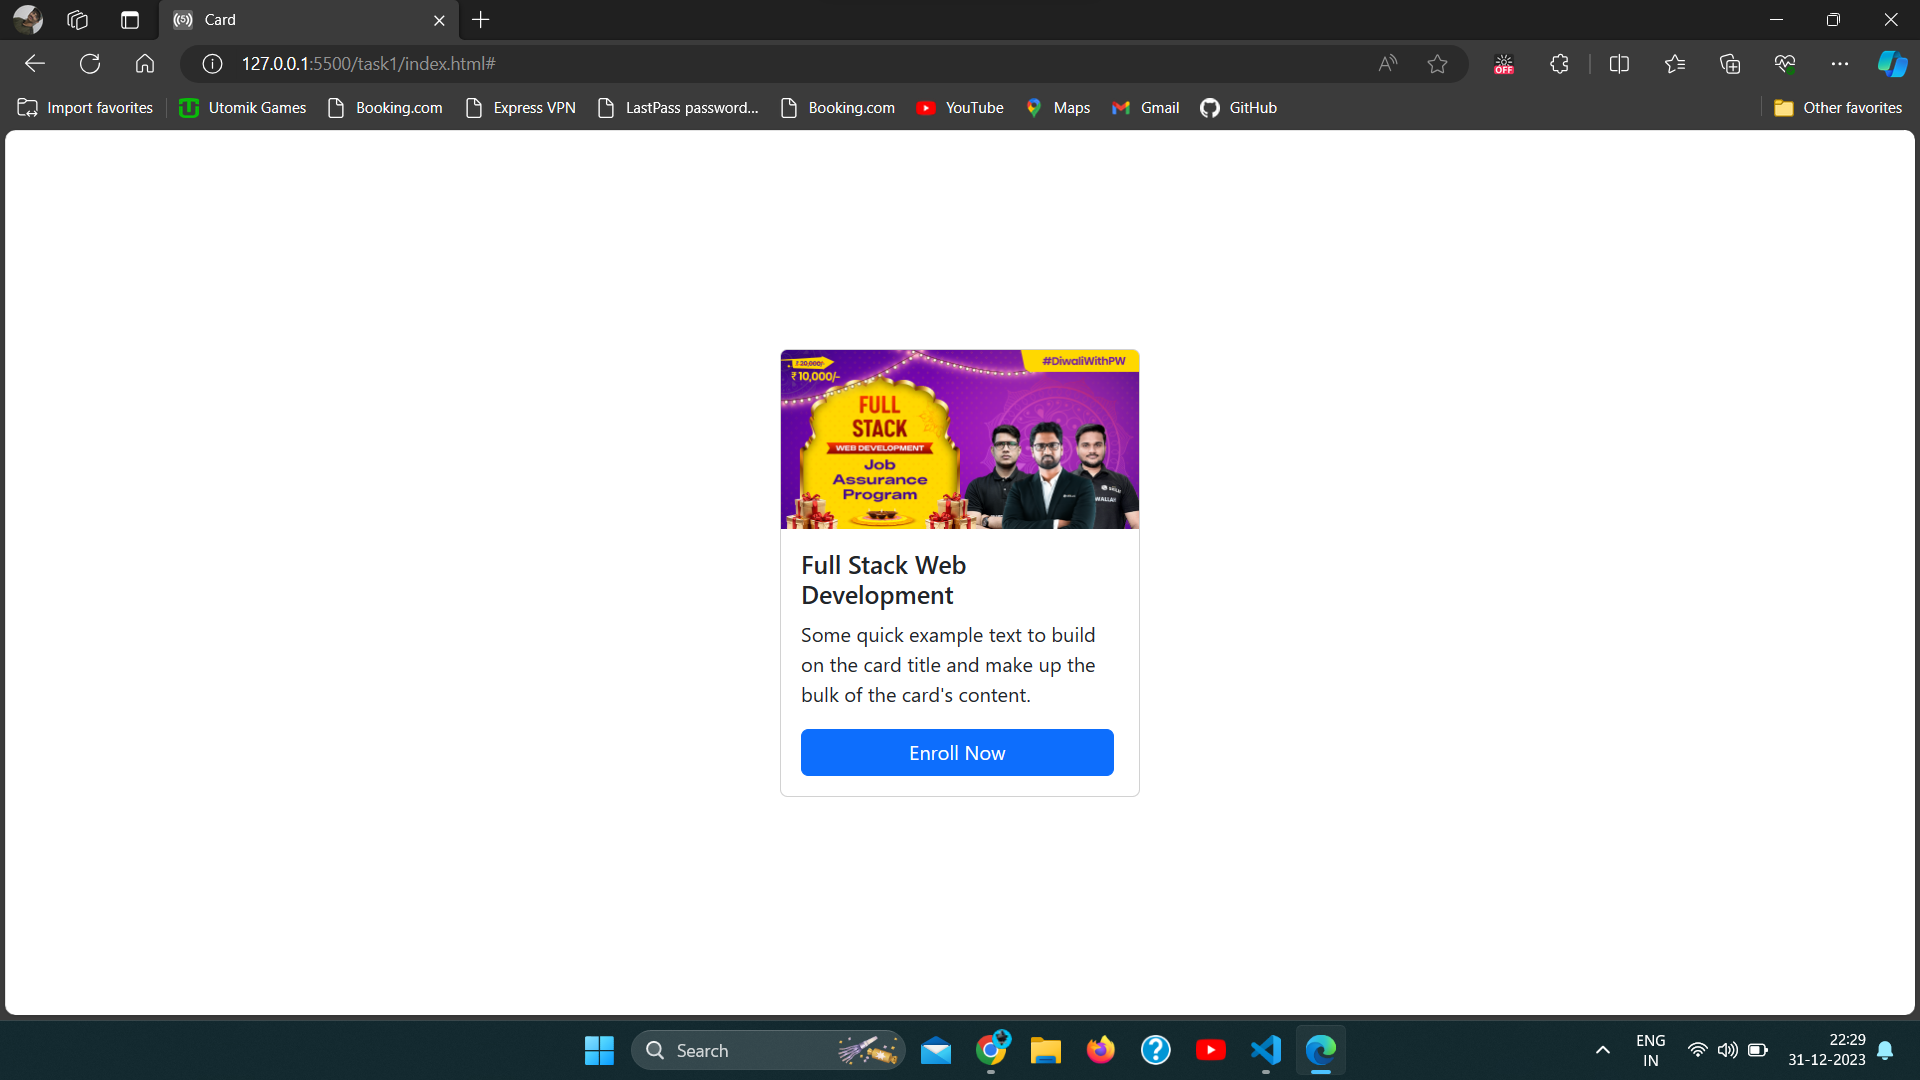 Card
127.0.0.1:5500/task1/index.html#
OFF
Import favorites
Utomik Games
Booking.com
Express VPN
LastPass password...
Booking.com
YouTube
Maps
Gmail
GitHub
Other favorites
₹ 20,000/-
₹ 10,000/-
#DiwaliWithPW
FULL
STACK
WEB DEVELOPMENT
Job
Assurance
Program
Full Stack Web
Development
Some quick example text to build
on the card title and make up the
bulk of the card's content.
Enroll Now
Search
ENG
IN
22:29
31-12-2023